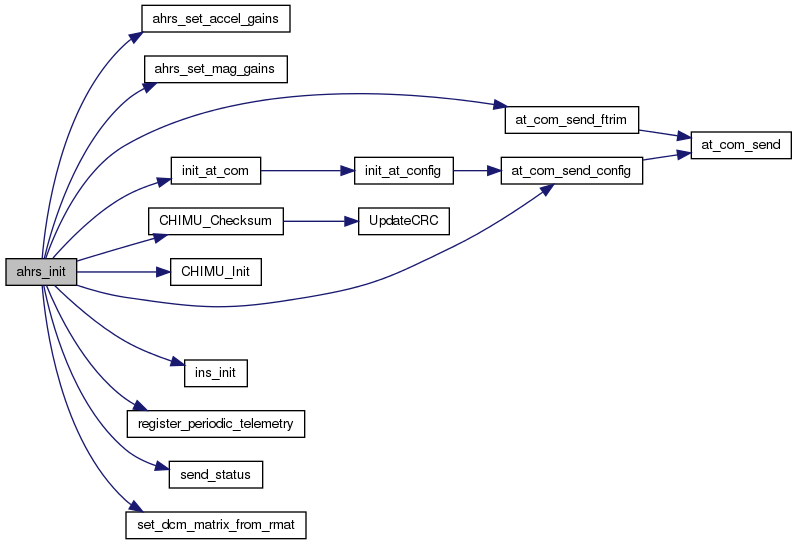 ahrs_set_accel_gains
ahrs_set_mag_gains
at_com_send_ftrim
at_com_send
init_at_com
init_at_config
at_com_send_config
CHIMU_Checksum
UpdateCRC
ahrs_init
CHIMU_Init
ins_init
register_periodic_telemetry
send_status
set_dcm_matrix_from_rmat